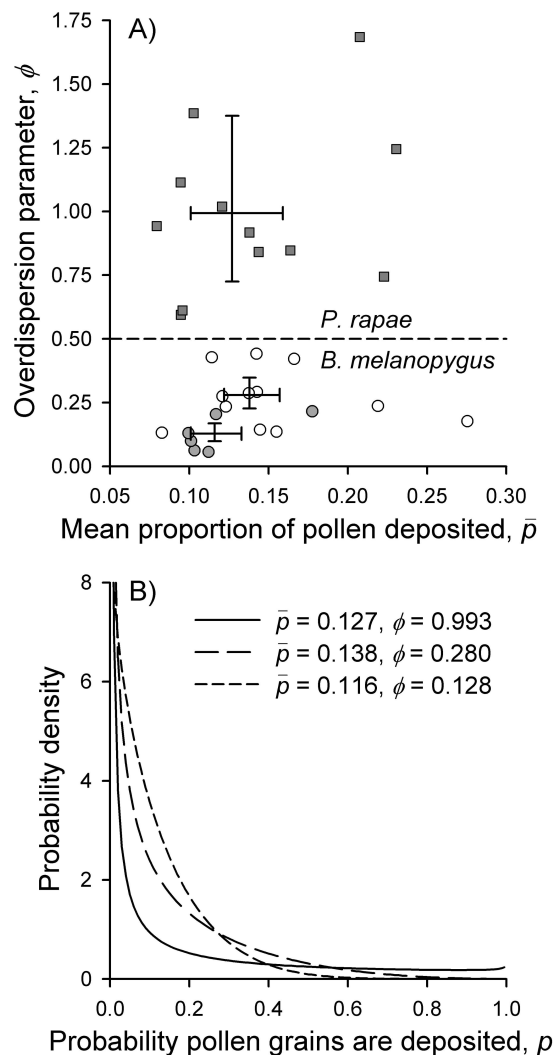 A)
1.75
1.50
1.25
1.00
0.75
0.50
0.25
0.00
Overdispersion parameter, ϕ
P. rapae
B. melanopygus
0.05 0.10 0.15 0.20 0.25 0.30
Mean proportion of pollen deposited, p̄
B)
8
6
4
2
0
Probability density
p̄ = 0.127, ϕ = 0.993
p̄ = 0.138, ϕ = 0.280
p̄ = 0.116, ϕ = 0.128
0.0 0.2 0.4 0.6 0.8 1.0
Probability pollen grains are deposited, p